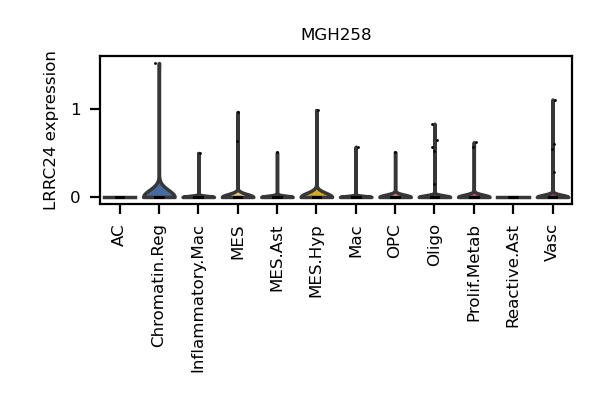 MGH258
LRRC24 expression
1
0
AC
Chromatin.Reg
Inflammatory.Mac
MES
MES.Ast
MES.Hyp
Mac
OPC
Oligo
Prolif.Metab
Reactive.Ast
Vasc